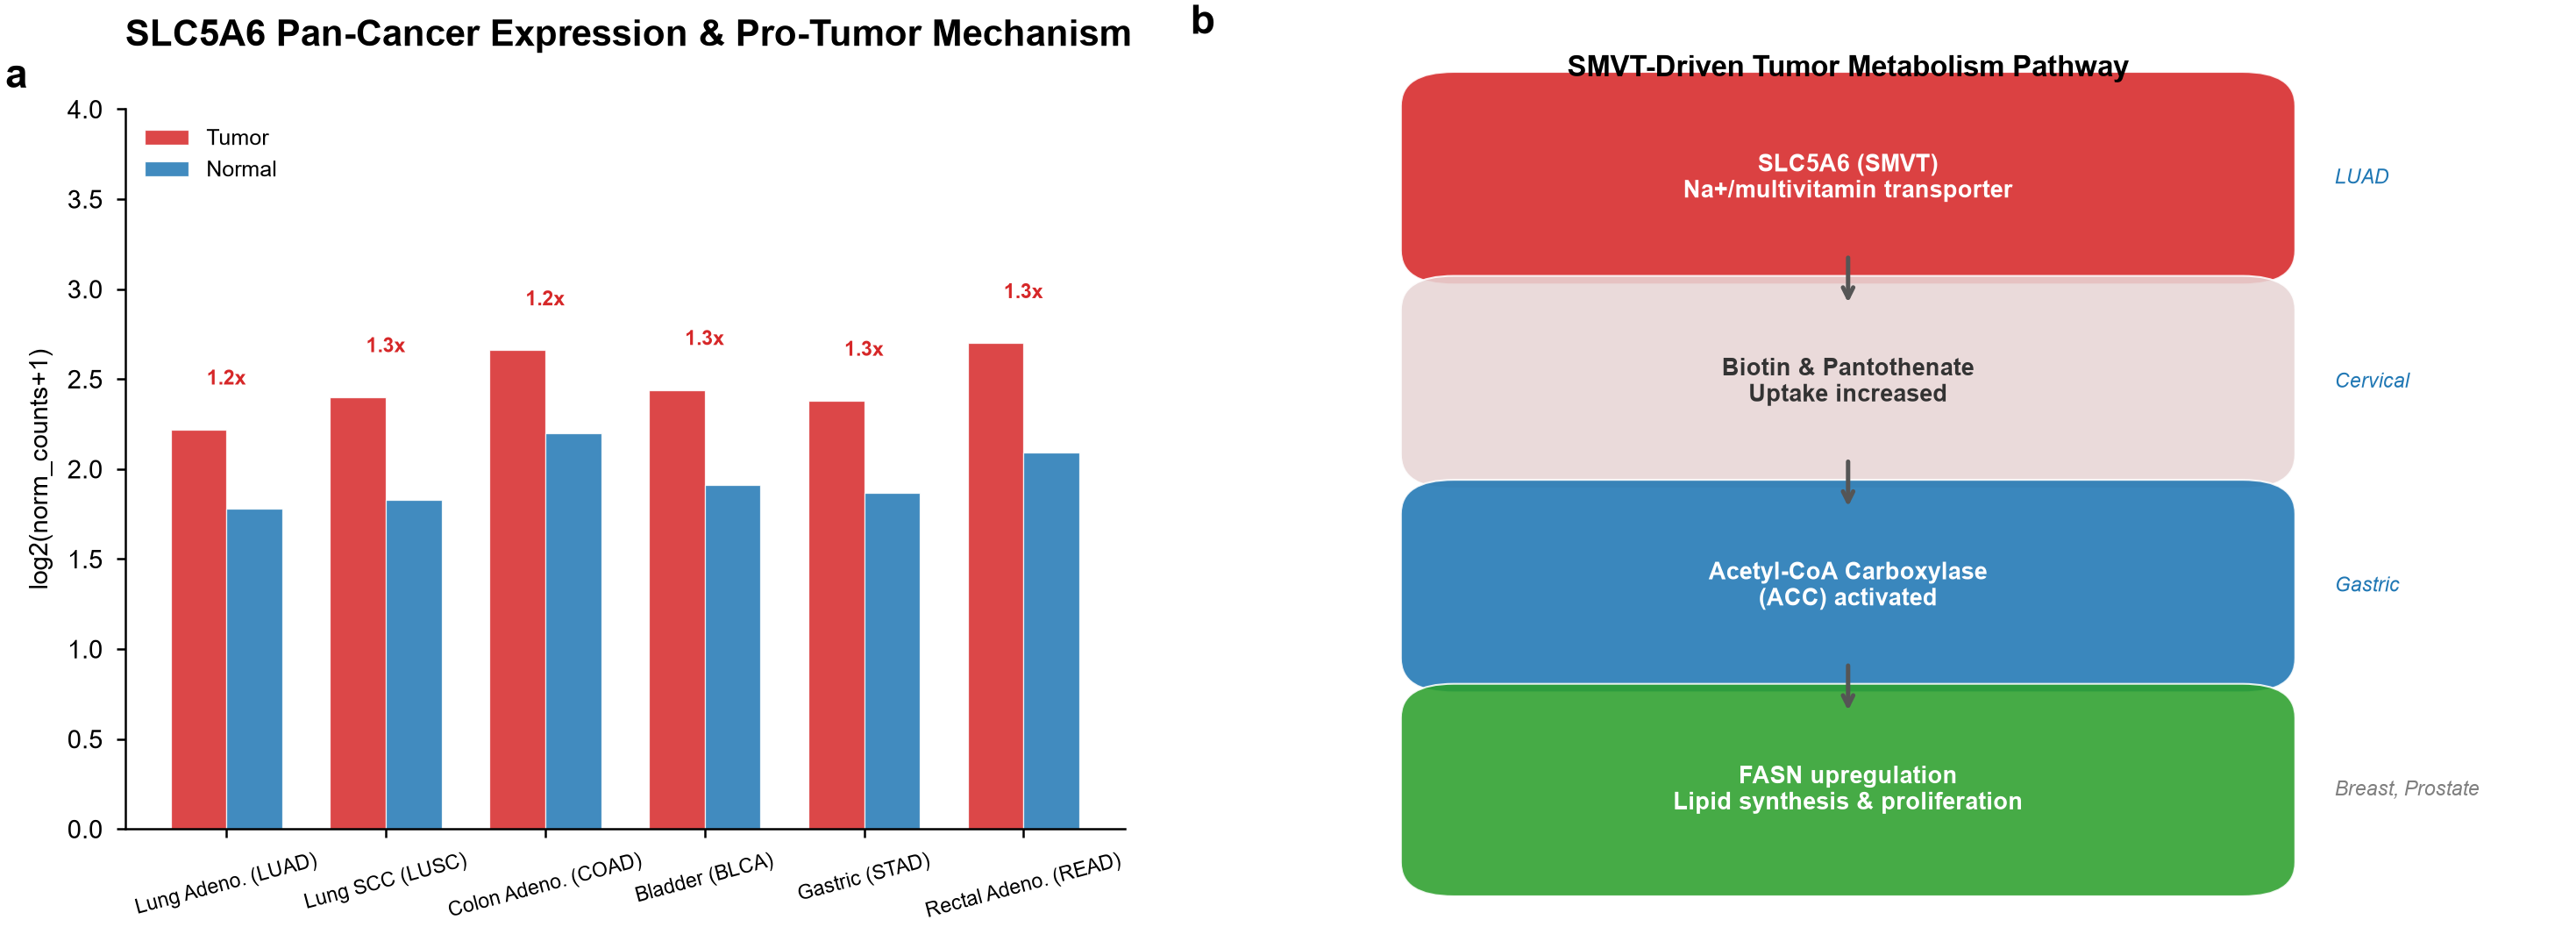 SLC5A6 Pan-Cancer Expression & Pro-Tumor Mechanism
a
log2(norm_counts+1)
4.0
3.5
3.0
2.5
2.0
1.5
1.0
0.5
0.0
Tumor
Normal
1.2x
1.3x
1.2x
1.3x
1.3x
1.3x
Lung Adeno. (LUAD)
Lung SCC (LUSC)
Colon Adeno. (COAD)
Bladder (BLCA)
Gastric (STAD)
Rectal Adeno. (READ)
b
SMVT-Driven Tumor Metabolism Pathway
SLC5A6 (SMVT)
Na+/multivitamin transporter
LUAD
Biotin & Pantothenate
Uptake increased
Cervical
Acetyl-CoA Carboxylase
(ACC) activated
Gastric
FASN upregulation
Lipid synthesis & proliferation
Breast, Prostate